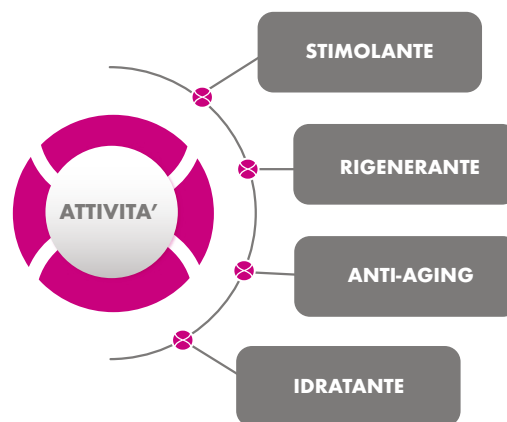 STIMOLANTE
RIGENERANTE
ATTIVITA’
ANTI-AGING
IDRATANTE